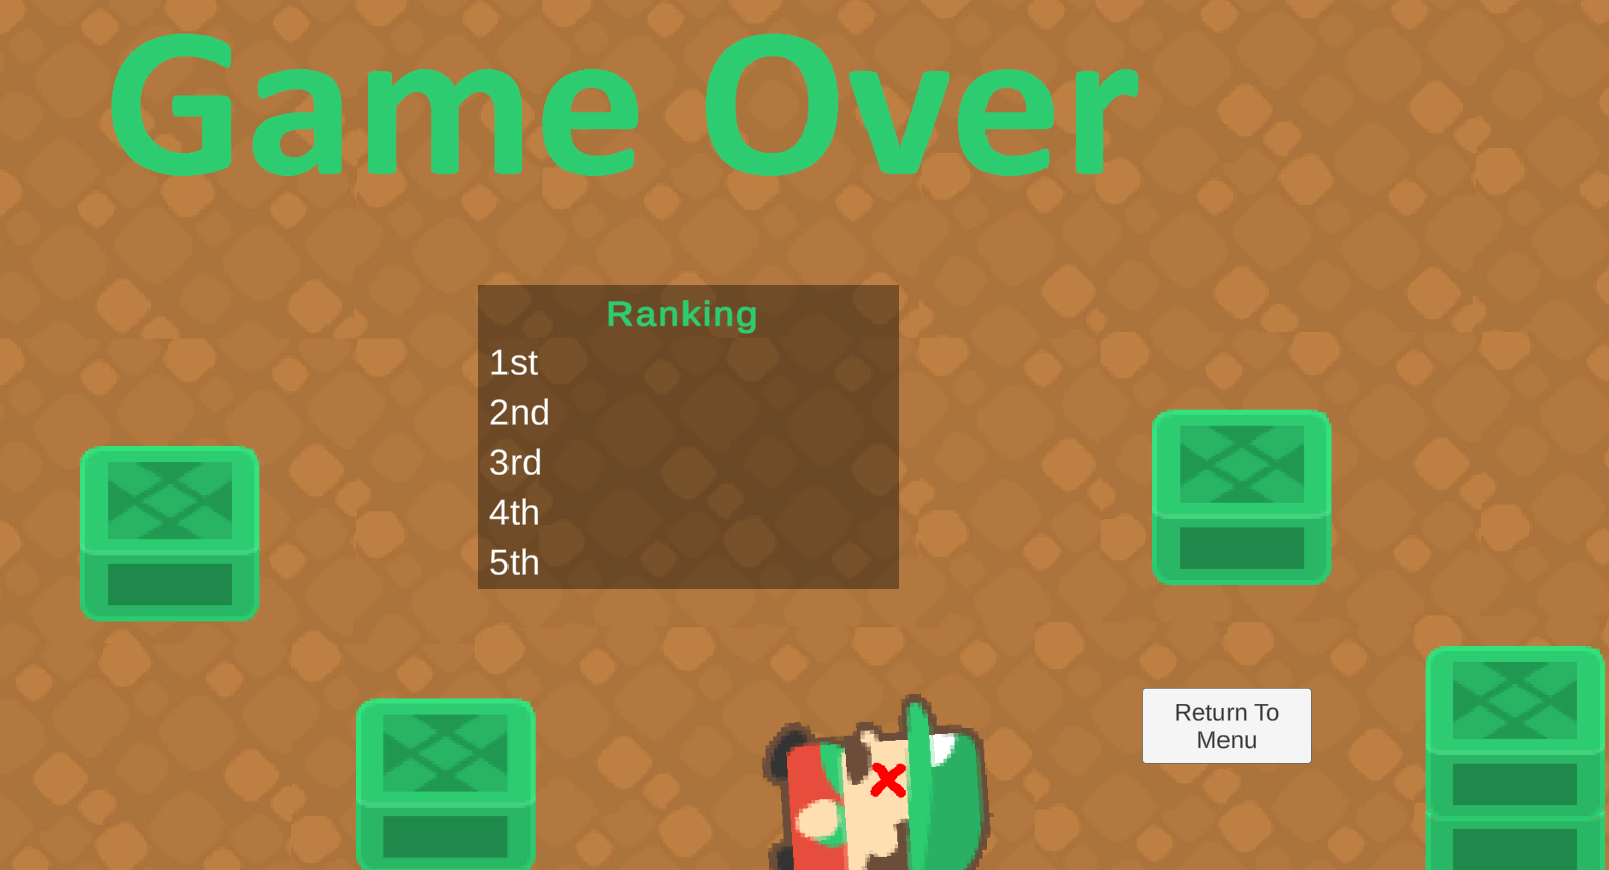 Game Over
Ranking
1st
2nd
3rd
4th
5th
Return To
Menu